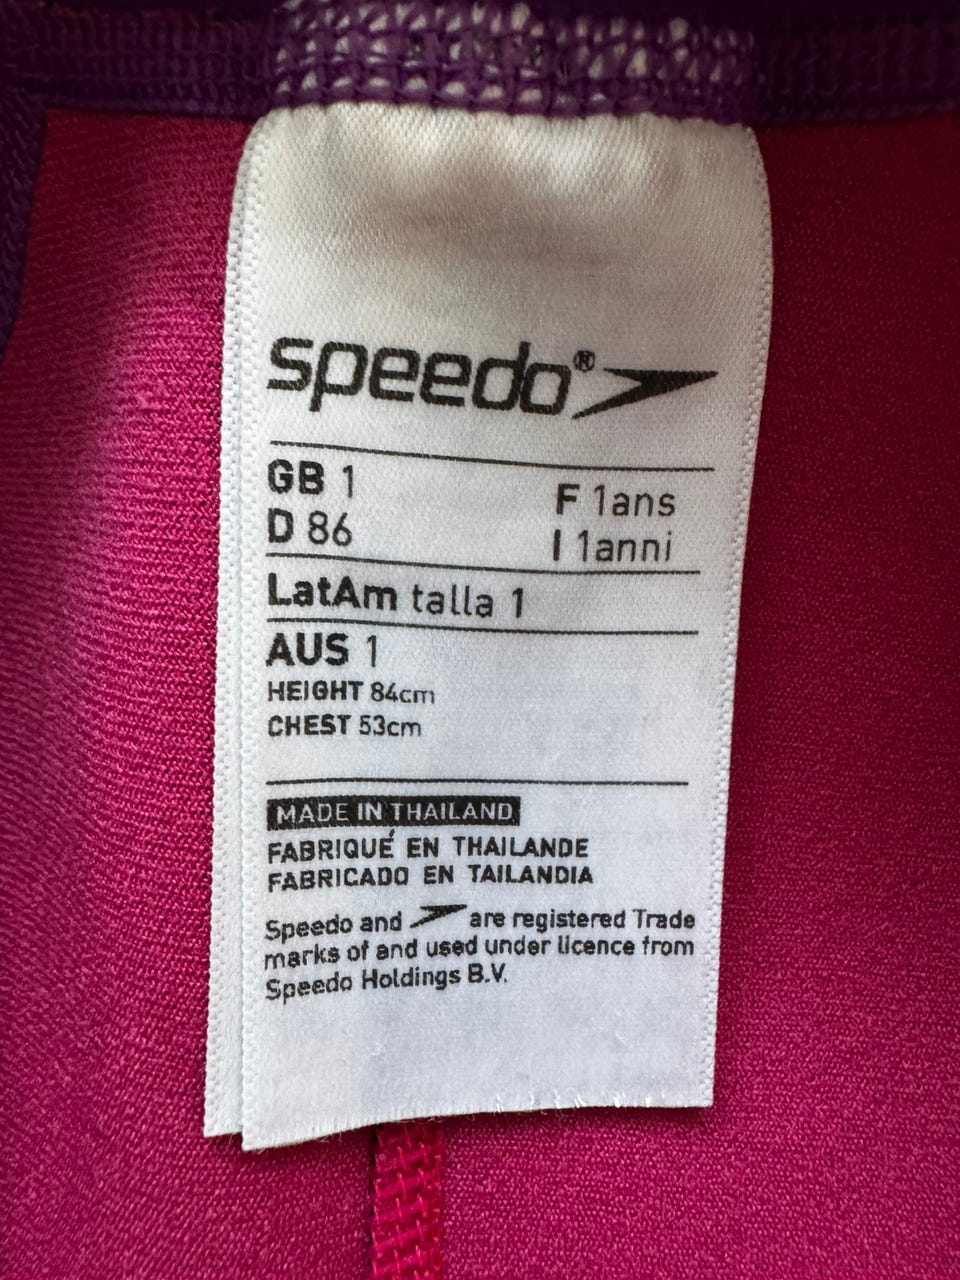 speedo®
GB 1
D 86
F 1ans
I 1anni
LatAm talla 1
AUS 1
HEIGHT 84cm
CHEST 53cm
MADE IN THAILAND
FABRIQUÉ EN THAILANDE
FABRICADO EN TAILANDIA
Speedo and are registered Trade
marks of and used under licence from
Speedo Holdings B.V.